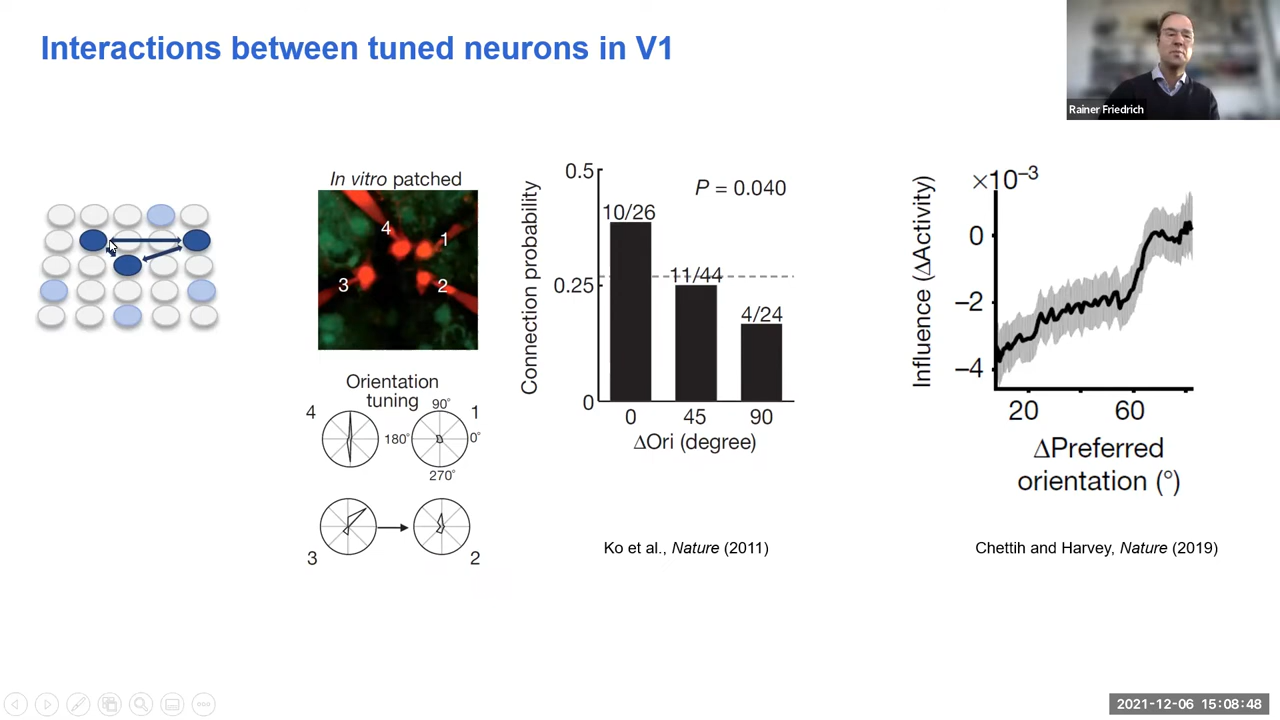 Interactions between tuned neurons in V1
Rainer Friedrich
In vitro patched
4
1
3
2
Orientation
tuning
4
90°
1
180°
0°
270°
3
2
Connection probability
0.5
0.25
0
P = 0.040
10/26
11/44
4/24
0
45
90
ΔOri (degree)
Ko et al., Nature (2011)
Influence (ΔActivity)
×10⁻³
0
−2
−4
20
60
ΔPreferred
orientation (°)
Chettih and Harvey, Nature (2019)
2021-12-06 15:08:48